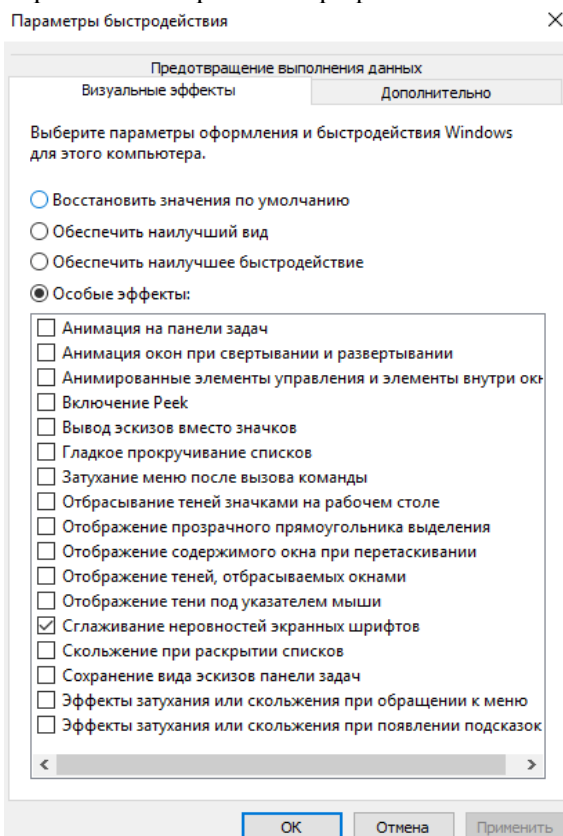 Параметры быстродействия
Предотвращение выполнения данных
Визуальные эффекты
Дополнительно
Выберите параметры оформления и быстродействия Windows
для этого компьютера.
Восстановить значения по умолчанию
Обеспечить наилучший вид
Обеспечить наилучшее быстродействие
Особые эффекты:
Анимация на панели задач
Анимация окон при свертывании и развертывании
Анимированные элементы управления и элементы внутри
Включение Peek
Вывод эскизов вместо значков
Гладкое прокручивание списков
Затухание меню после вызова команды
Отбрасывание теней значками на рабочем столе
Отображение прозрачного прямоугольника выделения
Отображение содержимого окна при перетаскивании
Отображение теней, отбрасываемых окнами
Отображение тени под указателем мыши
Сглаживание неровностей экранных шрифтов
Скольжение при раскрытии списков
Сохранение вида эскизов панели задач
Эффекты затухания или скольжения при обращении к меню
Эффекты затухания или скольжения при появлении подсказок
ОК
Отмена
Применить